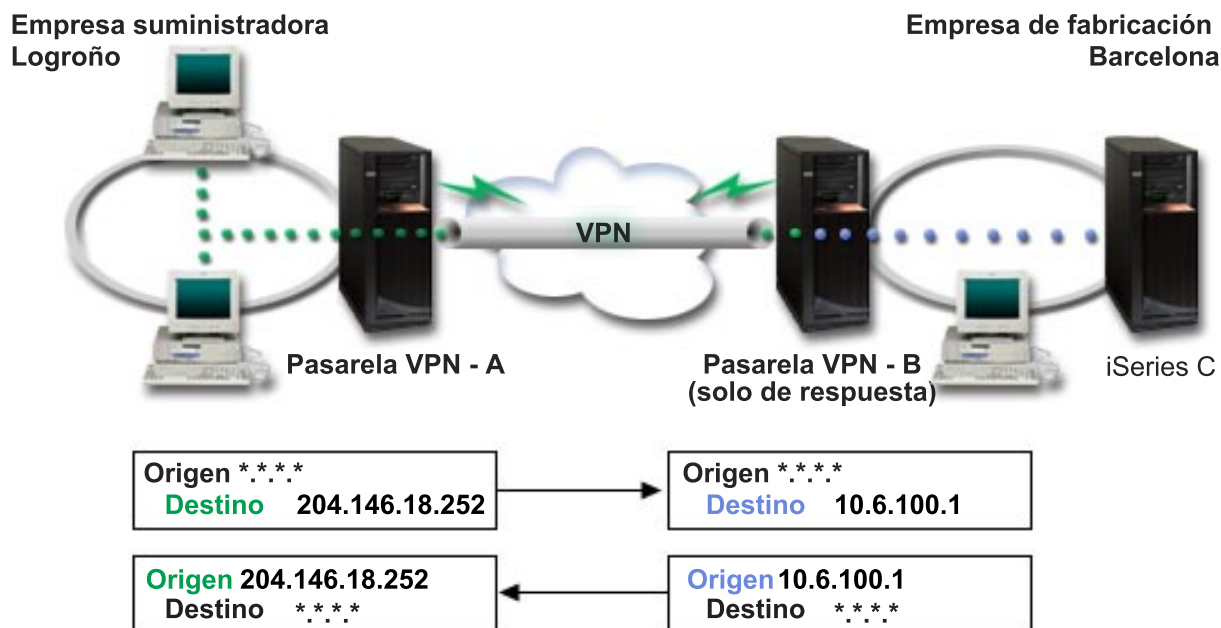 Empresa suministradora
Logroño
Empresa de fabricación
Barcelona
VPN
Pasarela VPN - A
Pasarela VPN - B
(solo de respuesta)
iSeries C
Origen *.*.*.*
Destino 204.146.18.252
Origen *.*.*.*
Destino 10.6.100.1
Origen 204.146.18.252
Destino *.*.*.*
Origen 10.6.100.1
Destino *.*.*.*